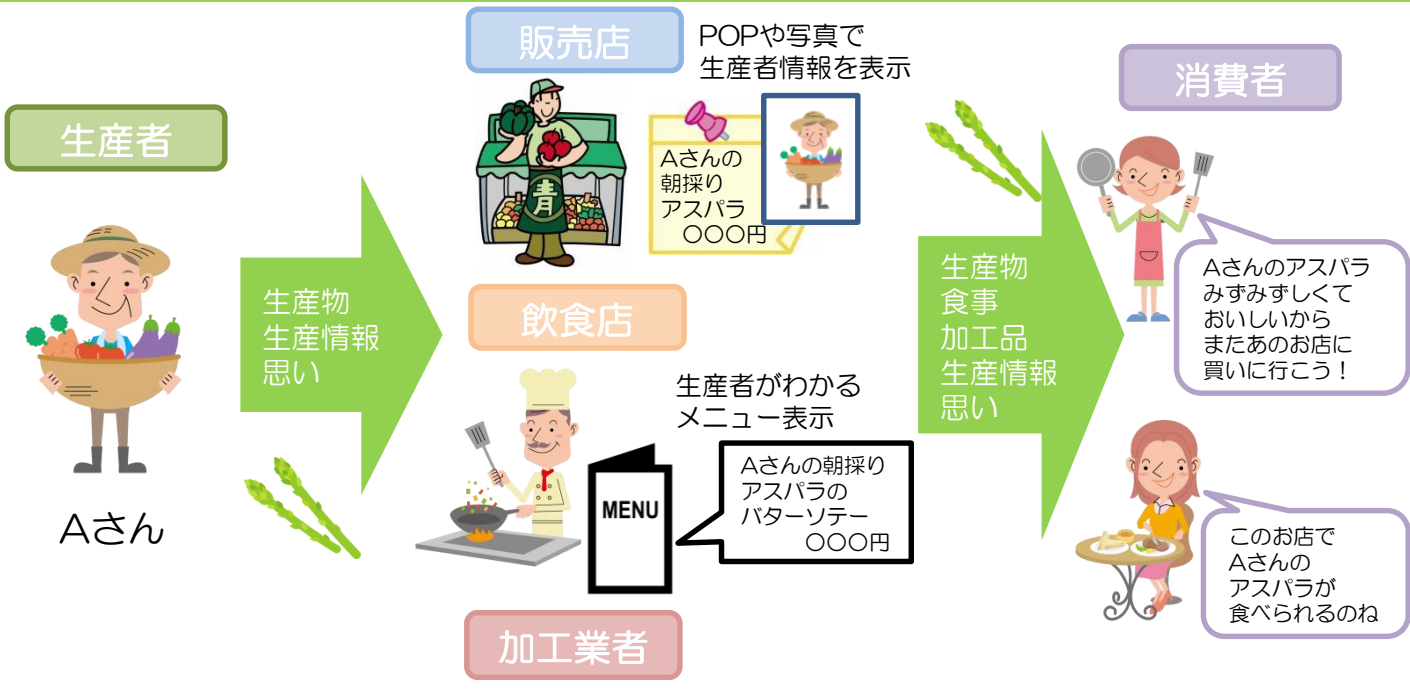 生産者
Aさん
生産物
生産情報
思い
販売店
POPや写真で
生産者情報を表示
青
Aさんの
朝採り
アスパラ
〇〇〇円
飲食店
生産者がわかる
メニュー表示
MENU
Aさんの朝採り
アスパラの
バターソテー
〇〇〇円
加工業者
生産物
食事
加工品
生産情報
思い
消費者
Aさんのアスパラ
みずみずしくて
おいしいから
またあのお店に
買いに行こう！
このお店で
Aさんの
アスパラが
食べられるのね